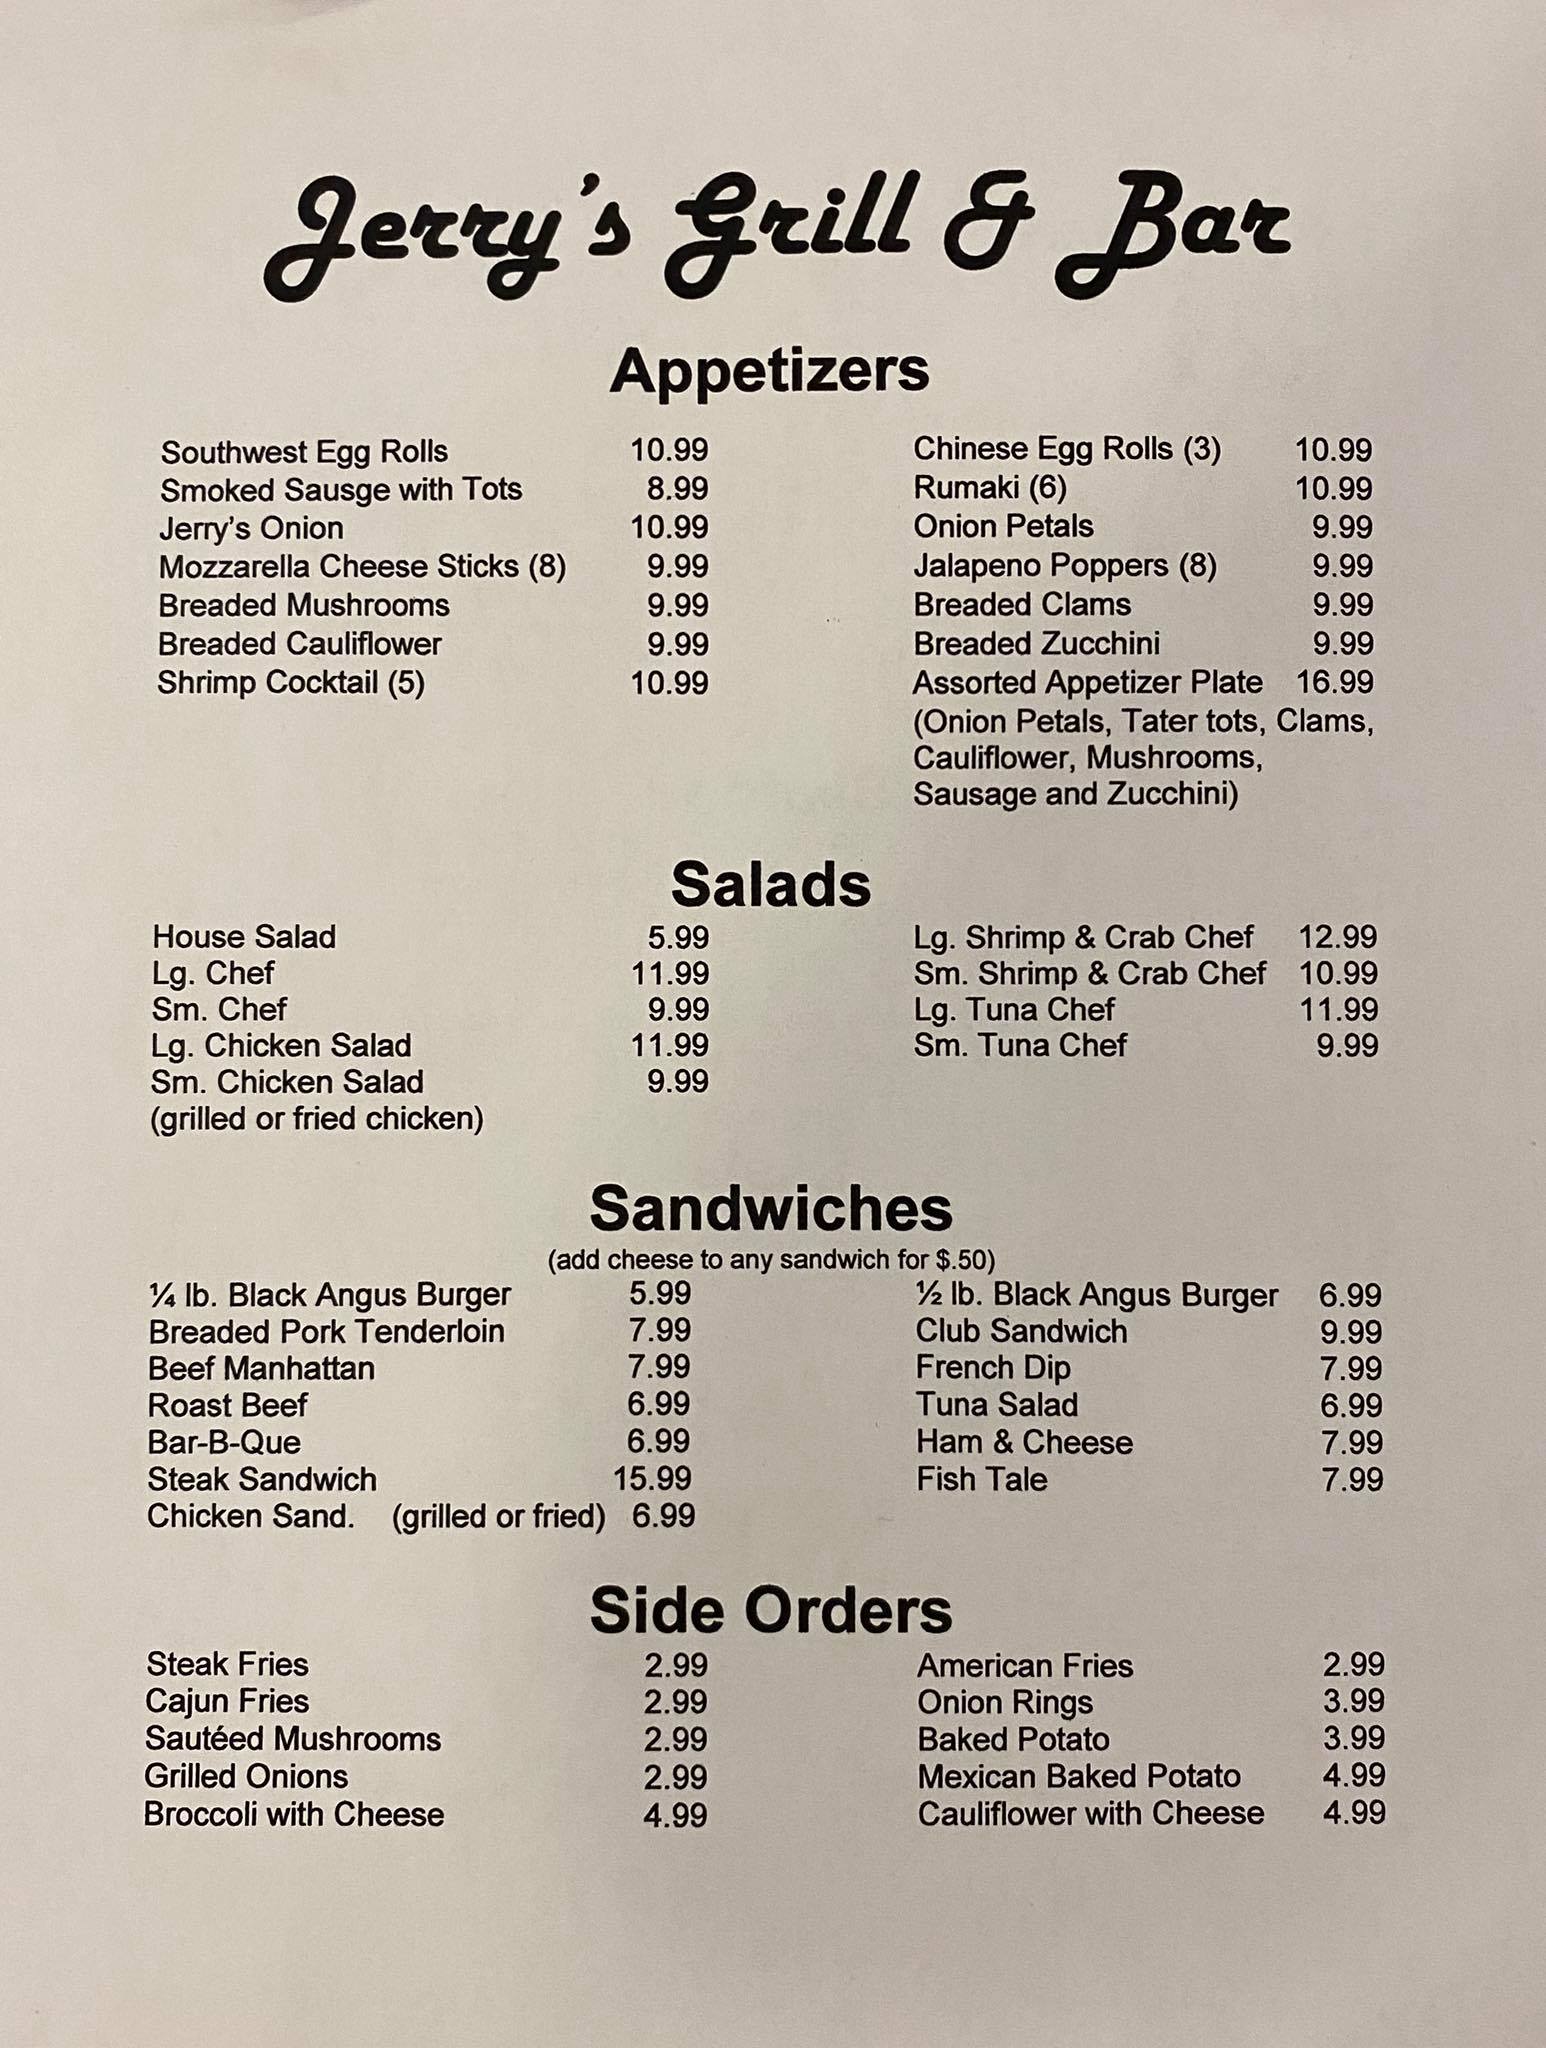 Jerry's Grill & Bar
Appetizers
Southwest Egg Rolls 10.99
Smoked Sausge with Tots 8.99
Jerry's Onion 10.99
Mozzarella Cheese Sticks (8) 9.99
Breaded Mushrooms 9.99
Breaded Cauliflower 9.99
Shrimp Cocktail (5) 10.99
Chinese Egg Rolls (3) 10.99
Rumaki (6) 10.99
Onion Petals 9.99
Jalapeno Poppers (8) 9.99
Breaded Clams 9.99
Breaded Zucchini 9.99
Assorted Appetizer Plate 16.99
(Onion Petals, Tater tots, Clams,
Cauliflower, Mushrooms,
Sausage and Zucchini)
Salads
House Salad 5.99
Lg. Chef 11.99
Sm. Chef 9.99
Lg. Chicken Salad 11.99
Sm. Chicken Salad 9.99
(grilled or fried chicken)
Lg. Shrimp & Crab Chef 12.99
Sm. Shrimp & Crab Chef 10.99
Lg. Tuna Chef 11.99
Sm. Tuna Chef 9.99
Sandwiches
(add cheese to any sandwich for $.50)
¼ lb. Black Angus Burger 5.99
Breaded Pork Tenderloin 7.99
Beef Manhattan 7.99
Roast Beef 6.99
Bar-B-Que 6.99
Steak Sandwich 15.99
Chicken Sand. (grilled or fried) 6.99
½ lb. Black Angus Burger 6.99
Club Sandwich 9.99
French Dip 7.99
Tuna Salad 6.99
Ham & Cheese 7.99
Fish Tale 7.99
Side Orders
Steak Fries 2.99
Cajun Fries 2.99
Sautéed Mushrooms 2.99
Grilled Onions 2.99
Broccoli with Cheese 4.99
American Fries 2.99
Onion Rings 3.99
Baked Potato 3.99
Mexican Baked Potato 4.99
Cauliflower with Cheese 4.99